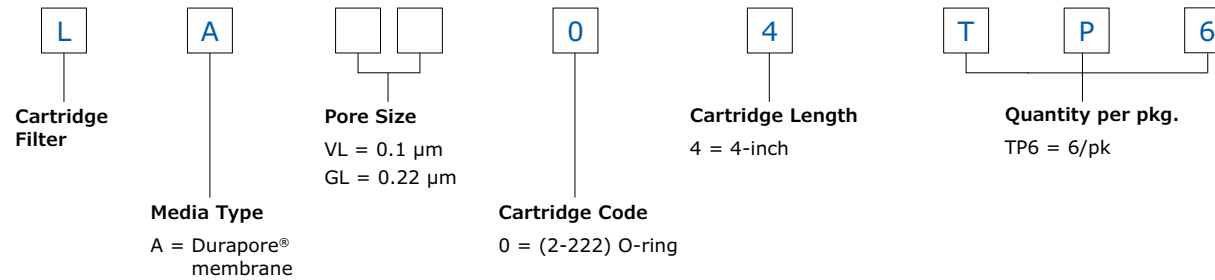 L A 0 4 T P 6
Cartridge
Filter
Pore Size
VL = 0.1 µm
GL = 0.22 µm
Cartridge Length
4 = 4-inch
Quantity per pkg.
TP6 = 6/pk
Media Type
A = Durapore®
membrane
Cartridge Code
0 = (2-222) O-ring